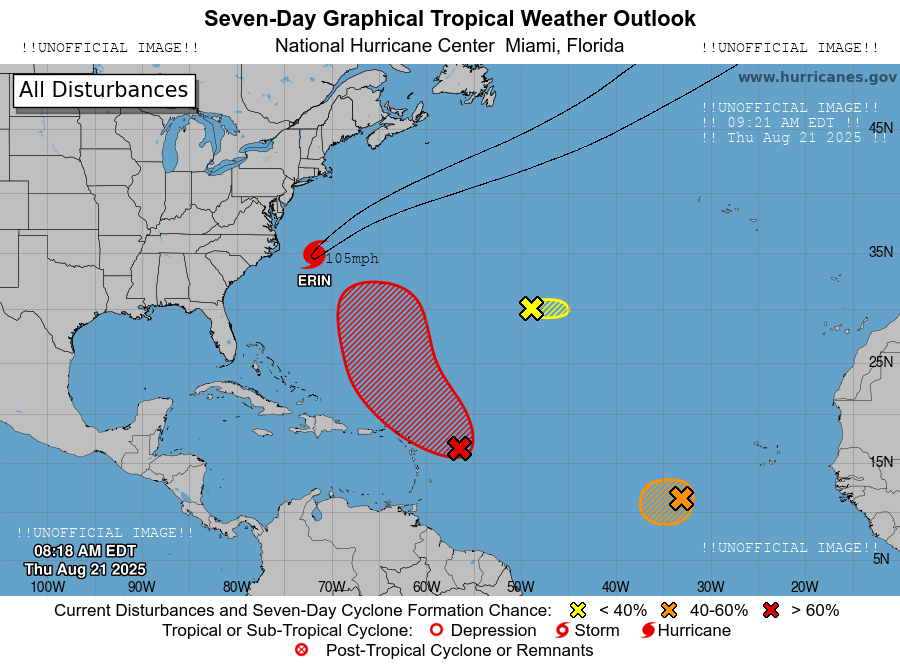 Seven-Day Graphical Tropical Weather Outlook
!!UNOFFICIAL IMAGE!! National Hurricane Center Miami, Florida !!UNOFFICIAL IMAGE!!
All Disturbances
www.hurricanes.gov
!!UNOFFICIAL IMAGE!!
!! 09:21 AM EDT !!
!! Thu Aug 21 2025 !!
45N
35N
105mph
ERIN
25N
15N
!!UNOFFICIAL IMAGE!!
08:18 AM EDT
Thu Aug 21 2025
!!UNOFFICIAL IMAGE!!
5N
100W 90W 80W 70W 60W 50W 40W 30W 20W
Current Disturbances and Seven-Day Cyclone Formation Chance: < 40% 40-60% > 60%
Tropical or Sub-Tropical Cyclone: Depression Storm Hurricane
Post-Tropical Cyclone or Remnants